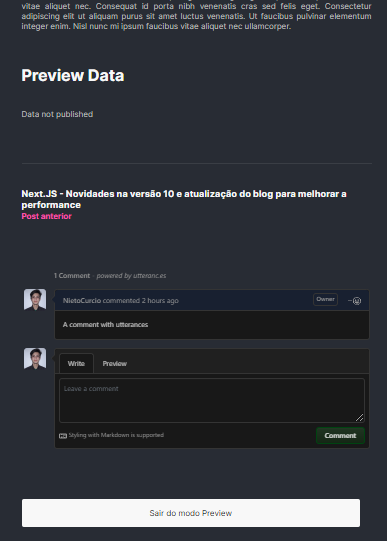 vitae aliquet nec. Consequat id porta nibh venenatis cras sed felis eget. Consectetur
adipiscing elit ut aliquam purus sit amet luctus venenatis. Ut faucibus pulvinar elementum
integer enim. Nisi nunc mi ipsum faucibus vitae aliquet nec ullamcorper.
Preview Data
Data not published
Next.JS - Novidades na versão 10 e atualização do blog para melhorar a
performance
Post anterior
1 Comment - powered by utteranc.es
NietoCurcio commented 2 hours ago
Owner
A comment with utterances
Write
Preview
Leave a comment
Styling with Markdown is supported
Comment
Sair do modo Preview